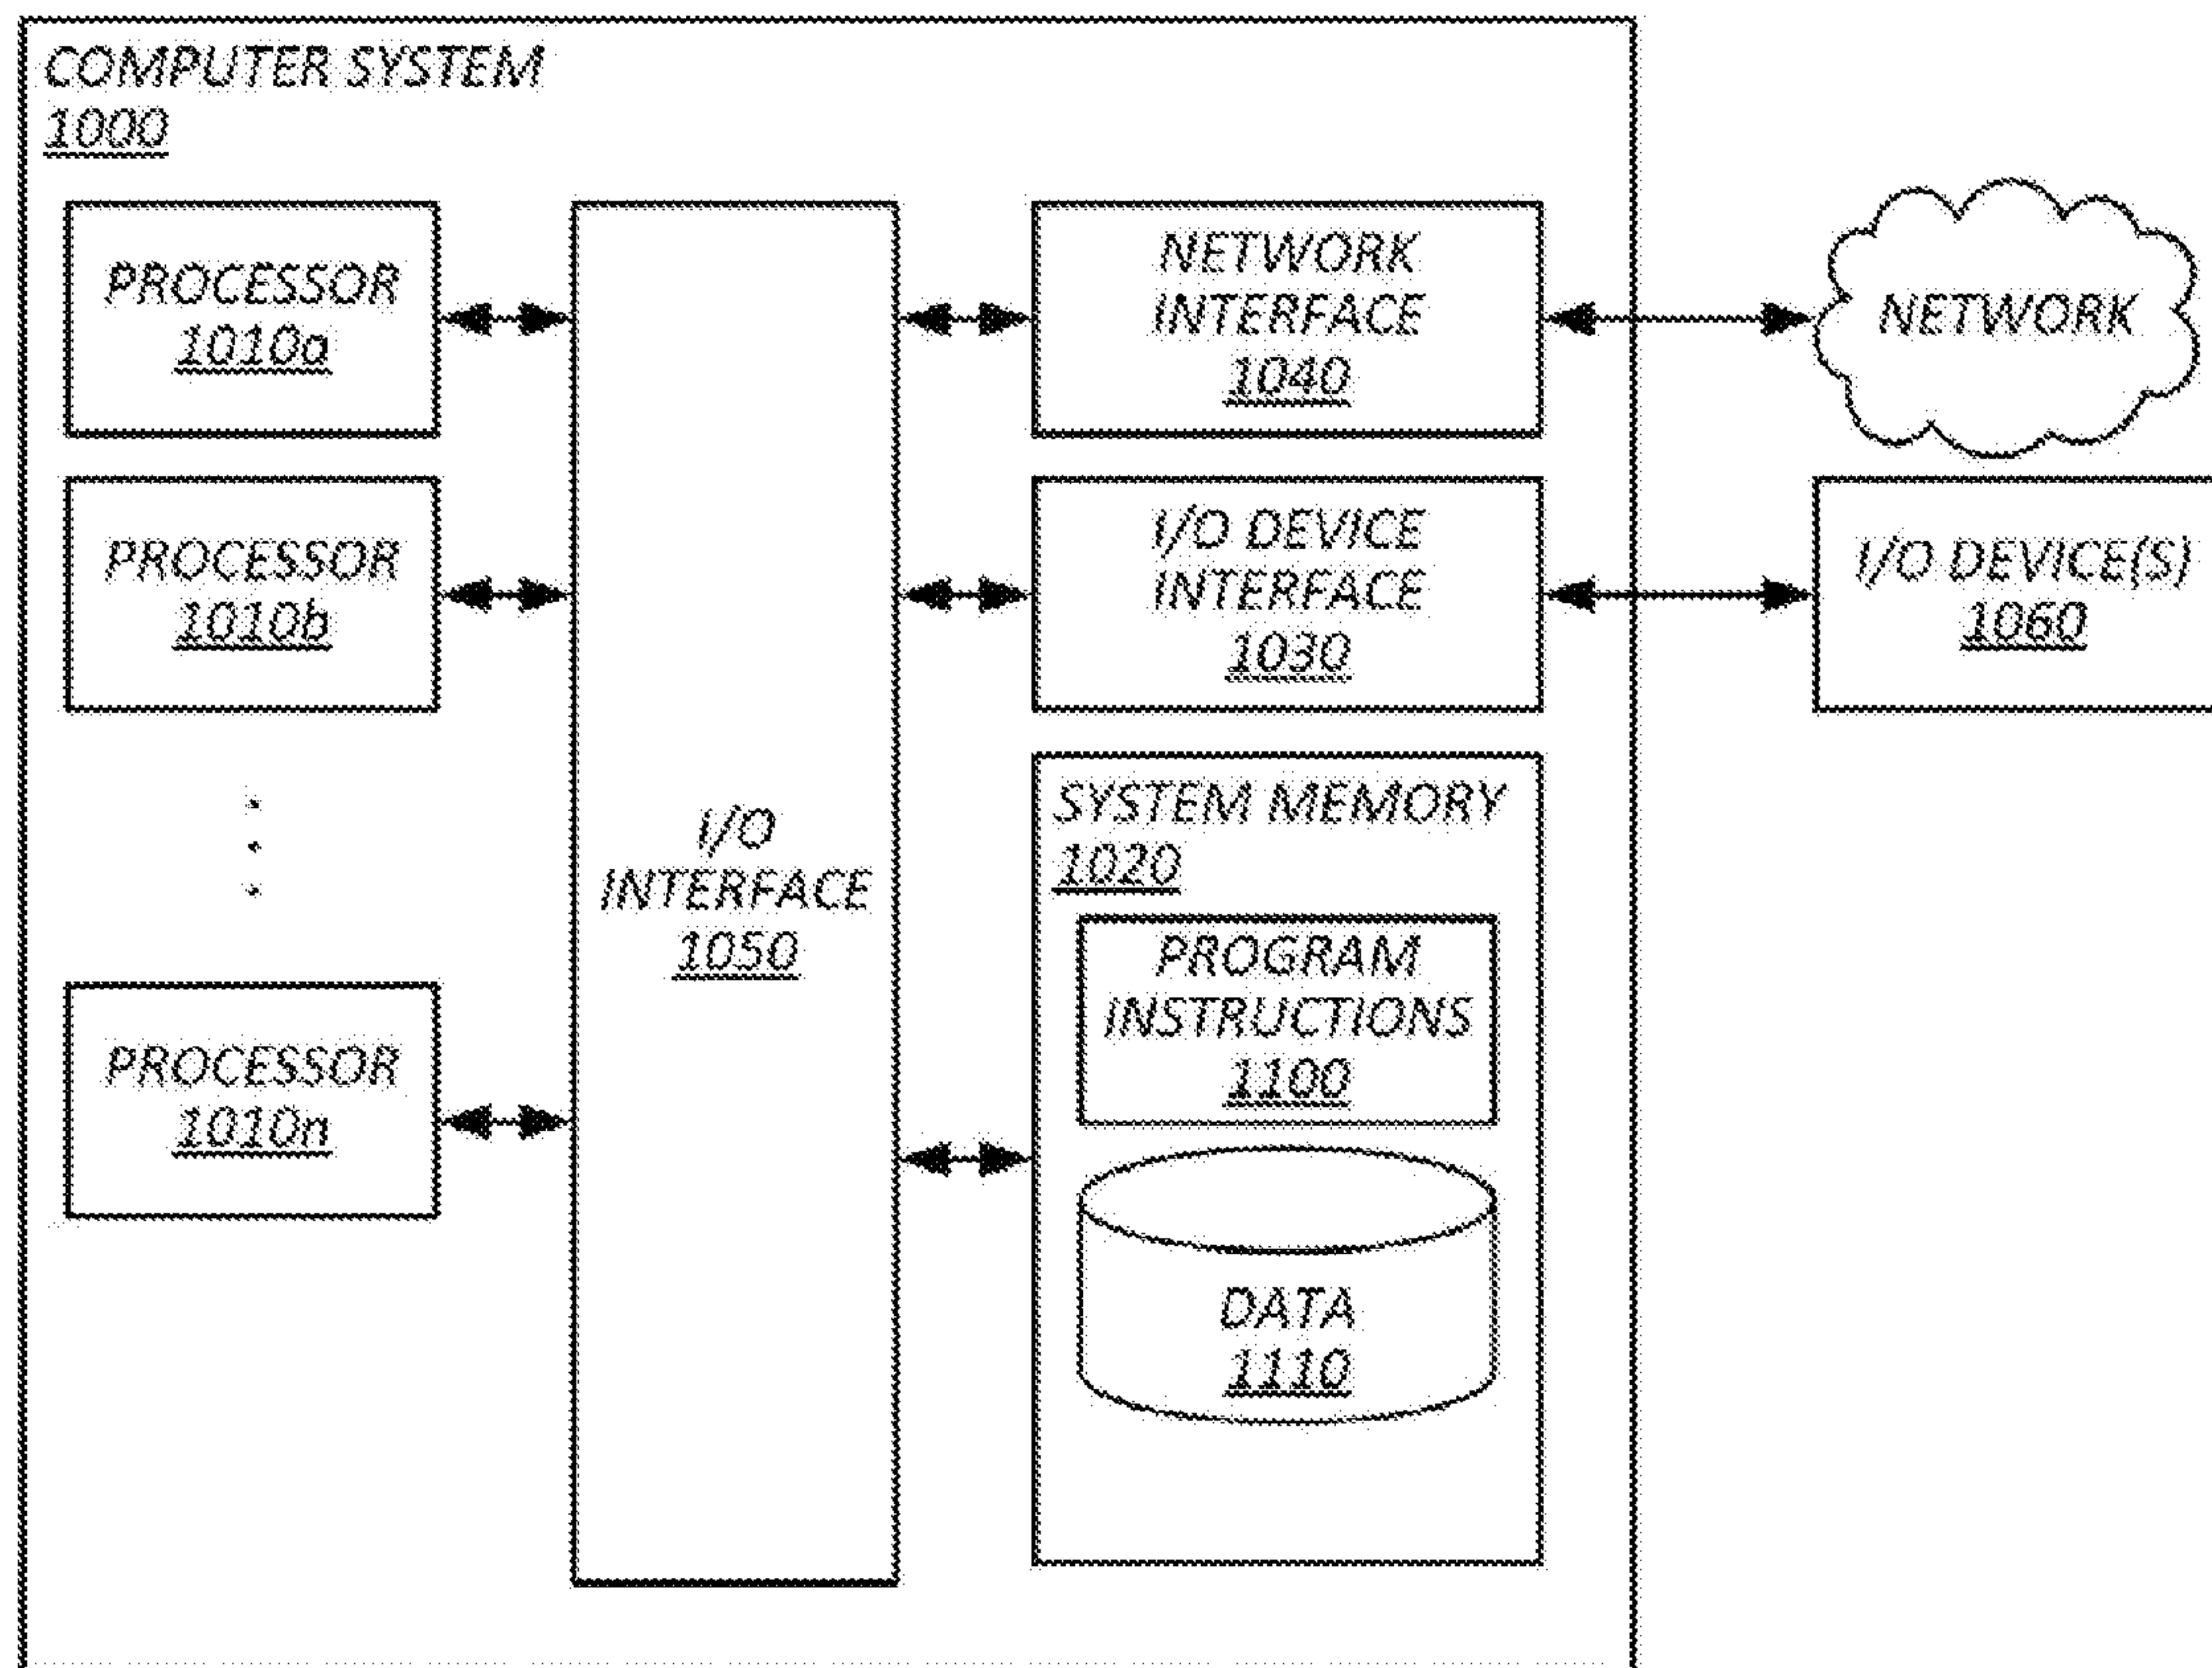 COMPUTER SYSTEM
1000
PROCESSOR
1010a
PROCESSOR
1010b
PROCESSOR
1010n
I/O
INTERFACE
1050
NETWORK
INTERFACE
1040
I/O DEVICE
INTERFACE
1030
SYSTEM MEMORY
1020
PROGRAM
INSTRUCTIONS
1100
DATA
1110
NETWORK
I/O DEVICE(S)
1060